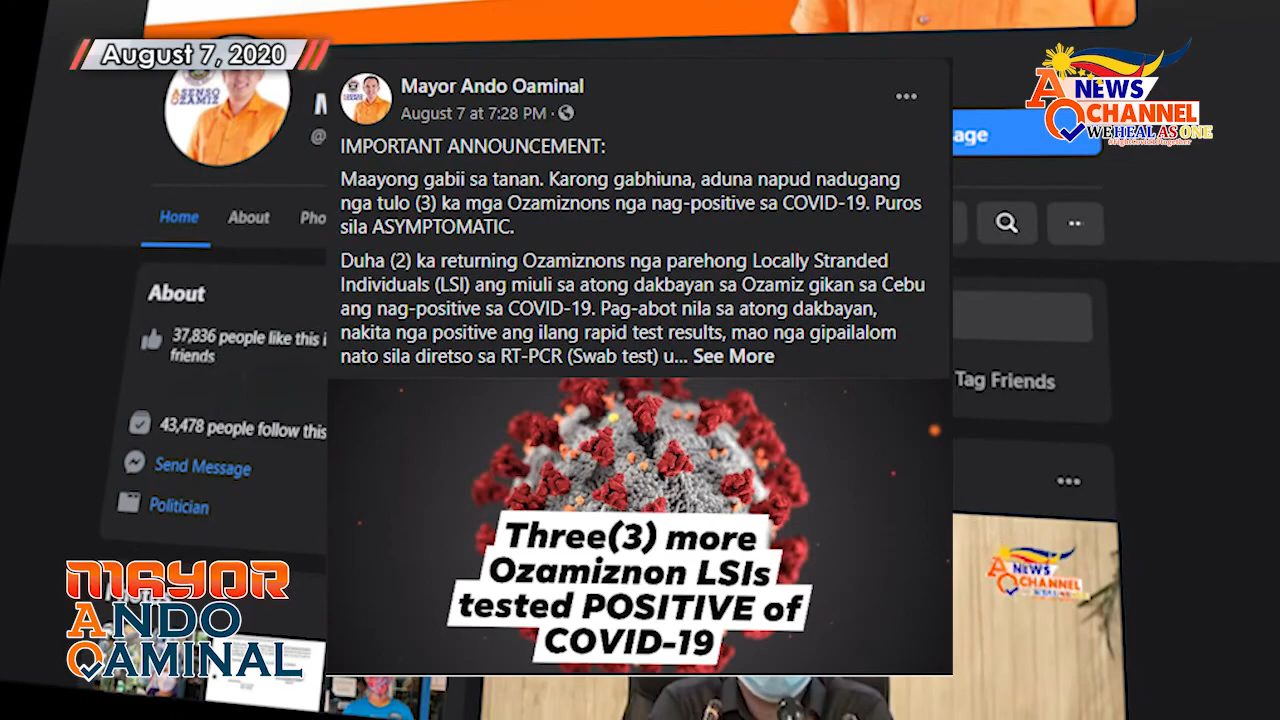 August 7, 2020
NEWS
CHANNEL
WE HEAL AS ONE
#FightCovidTogether
ASENSO
OZAMIZ
Mayor Ando Oaminal
August 7 at 7:28 PM ·
IMPORTANT ANNOUNCEMENT:
Maayong gabii sa tanan. Karong gabhiuna, aduna napud nadugang
nga tulo (3) ka mga Ozamiznons nga nag-positive sa COVID-19. Puros
sila ASYMPTOMATIC.
Duha (2) ka returning Ozamiznons nga parehong Locally Stranded
Individuals (LSI) ang miuli sa atong dakbayan sa Ozamiz gikan sa Cebu
ang nag-positive sa COVID-19. Pag-abot nila sa atong dakbayan,
nakita nga positive ang ilang rapid test results, mao nga gipailalom
nato sila diretso sa RT-PCR (Swab test) u... See More
Home
About
Pho
About
37,836 people like this i
friends
43,478 people follow this
Send Message
Politician
Tag Friends
Three(3) more
Ozamiznon LSIs
tested POSITIVE of
COVID-19
NEWS
CHANNEL
MAYOR
ANDO
OAMINAL